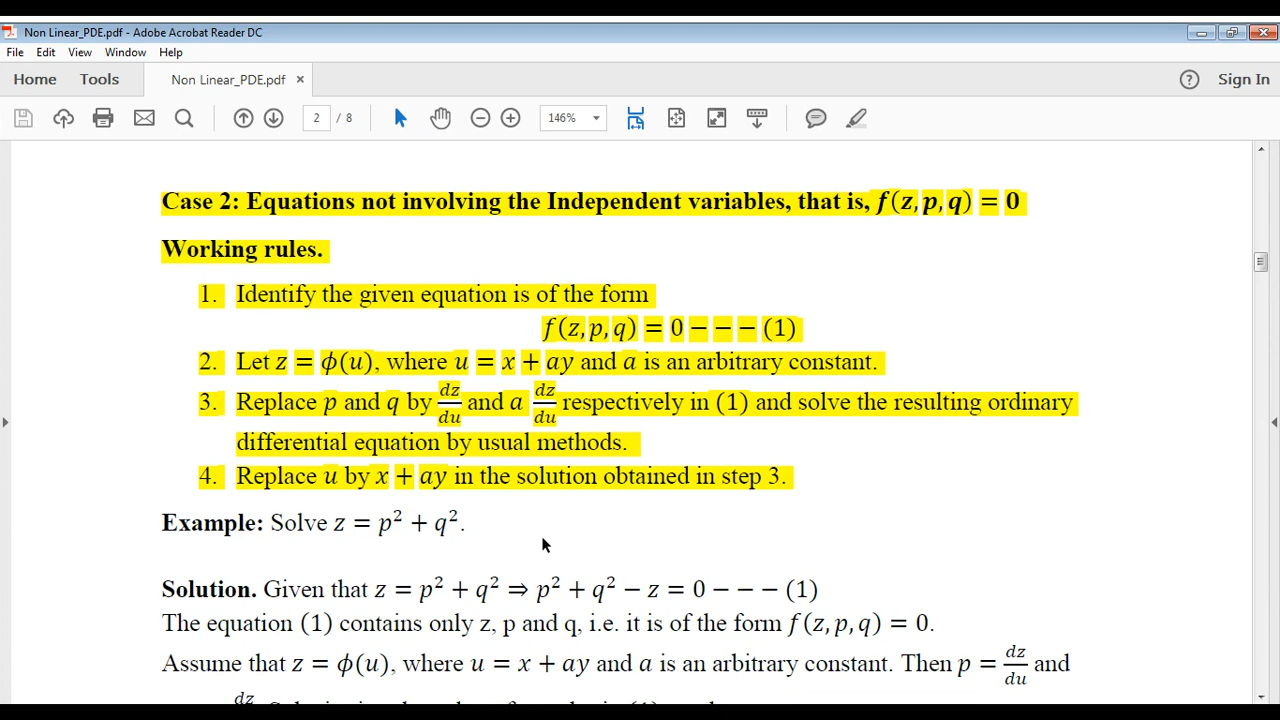 Non Linear_PDE.pdf - Adobe Acrobat Reader DC
File Edit View Window Help
Home Tools Non Linear_PDE.pdf × Sign In
2 / 8 146%
Case 2: Equations not involving the Independent variables, that is, f(z, p, q) = 0
Working rules.
1. Identify the given equation is of the form
f(z, p, q) = 0 − − − (1)
2. Let z = ϕ(u), where u = x + ay and a is an arbitrary constant.
3. Replace p and q by dz/du and a dz/du respectively in (1) and solve the resulting ordinary
differential equation by usual methods.
4. Replace u by x + ay in the solution obtained in step 3.
Example: Solve z = p² + q².
Solution. Given that z = p² + q² ⇒ p² + q² − z = 0 − − − (1)
The equation (1) contains only z, p and q, i.e. it is of the form f(z, p, q) = 0.
Assume that z = ϕ(u), where u = x + ay and a is an arbitrary constant. Then p = dz/du and
dz